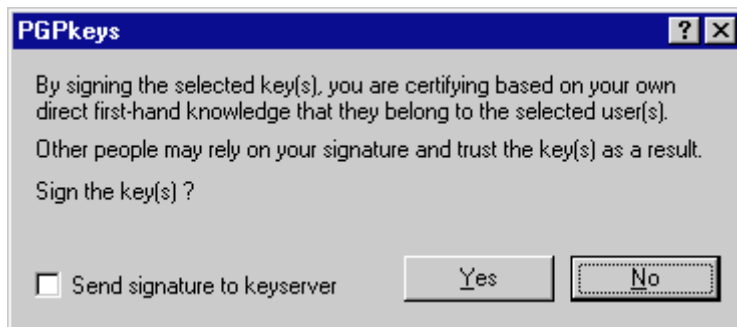 PGPkeys
By signing the selected key(s), you are certifying based on your own
direct first-hand knowledge that they belong to the selected user(s).
Other people may rely on your signature and trust the key(s) as a result.
Sign the key(s) ?
Send signature to keyserver
Yes
No